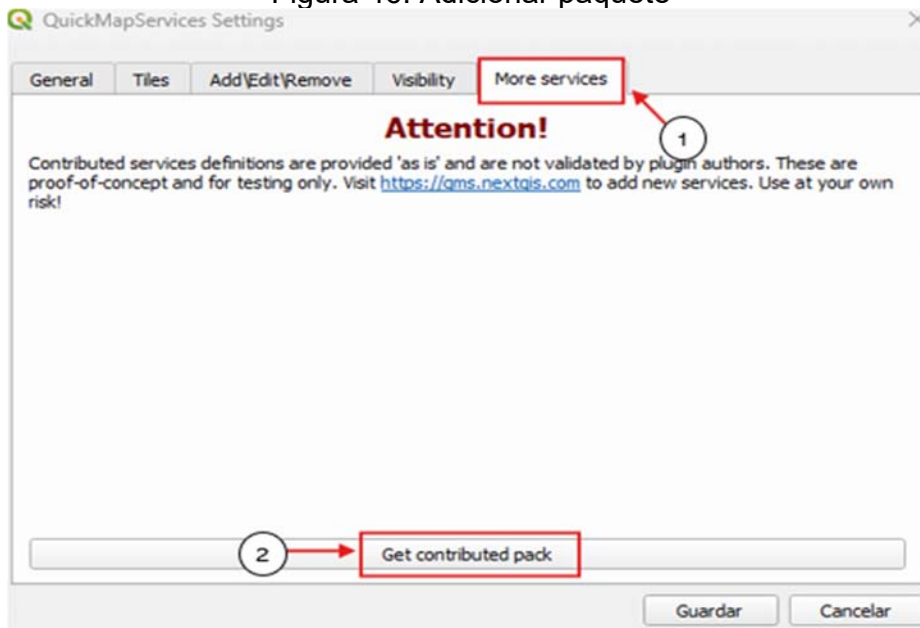 QuickMapServices Settings
General Tiles Add\Edit\Remove Visibility More services
Attention!
1
Contributed services definitions are provided 'as is' and are not validated by plugin authors. These are
proof-of-concept and for testing only. Visit https://qms.nextgis.com to add new services. Use at your own
risk!
2 Get contributed pack
Guardar Cancelar